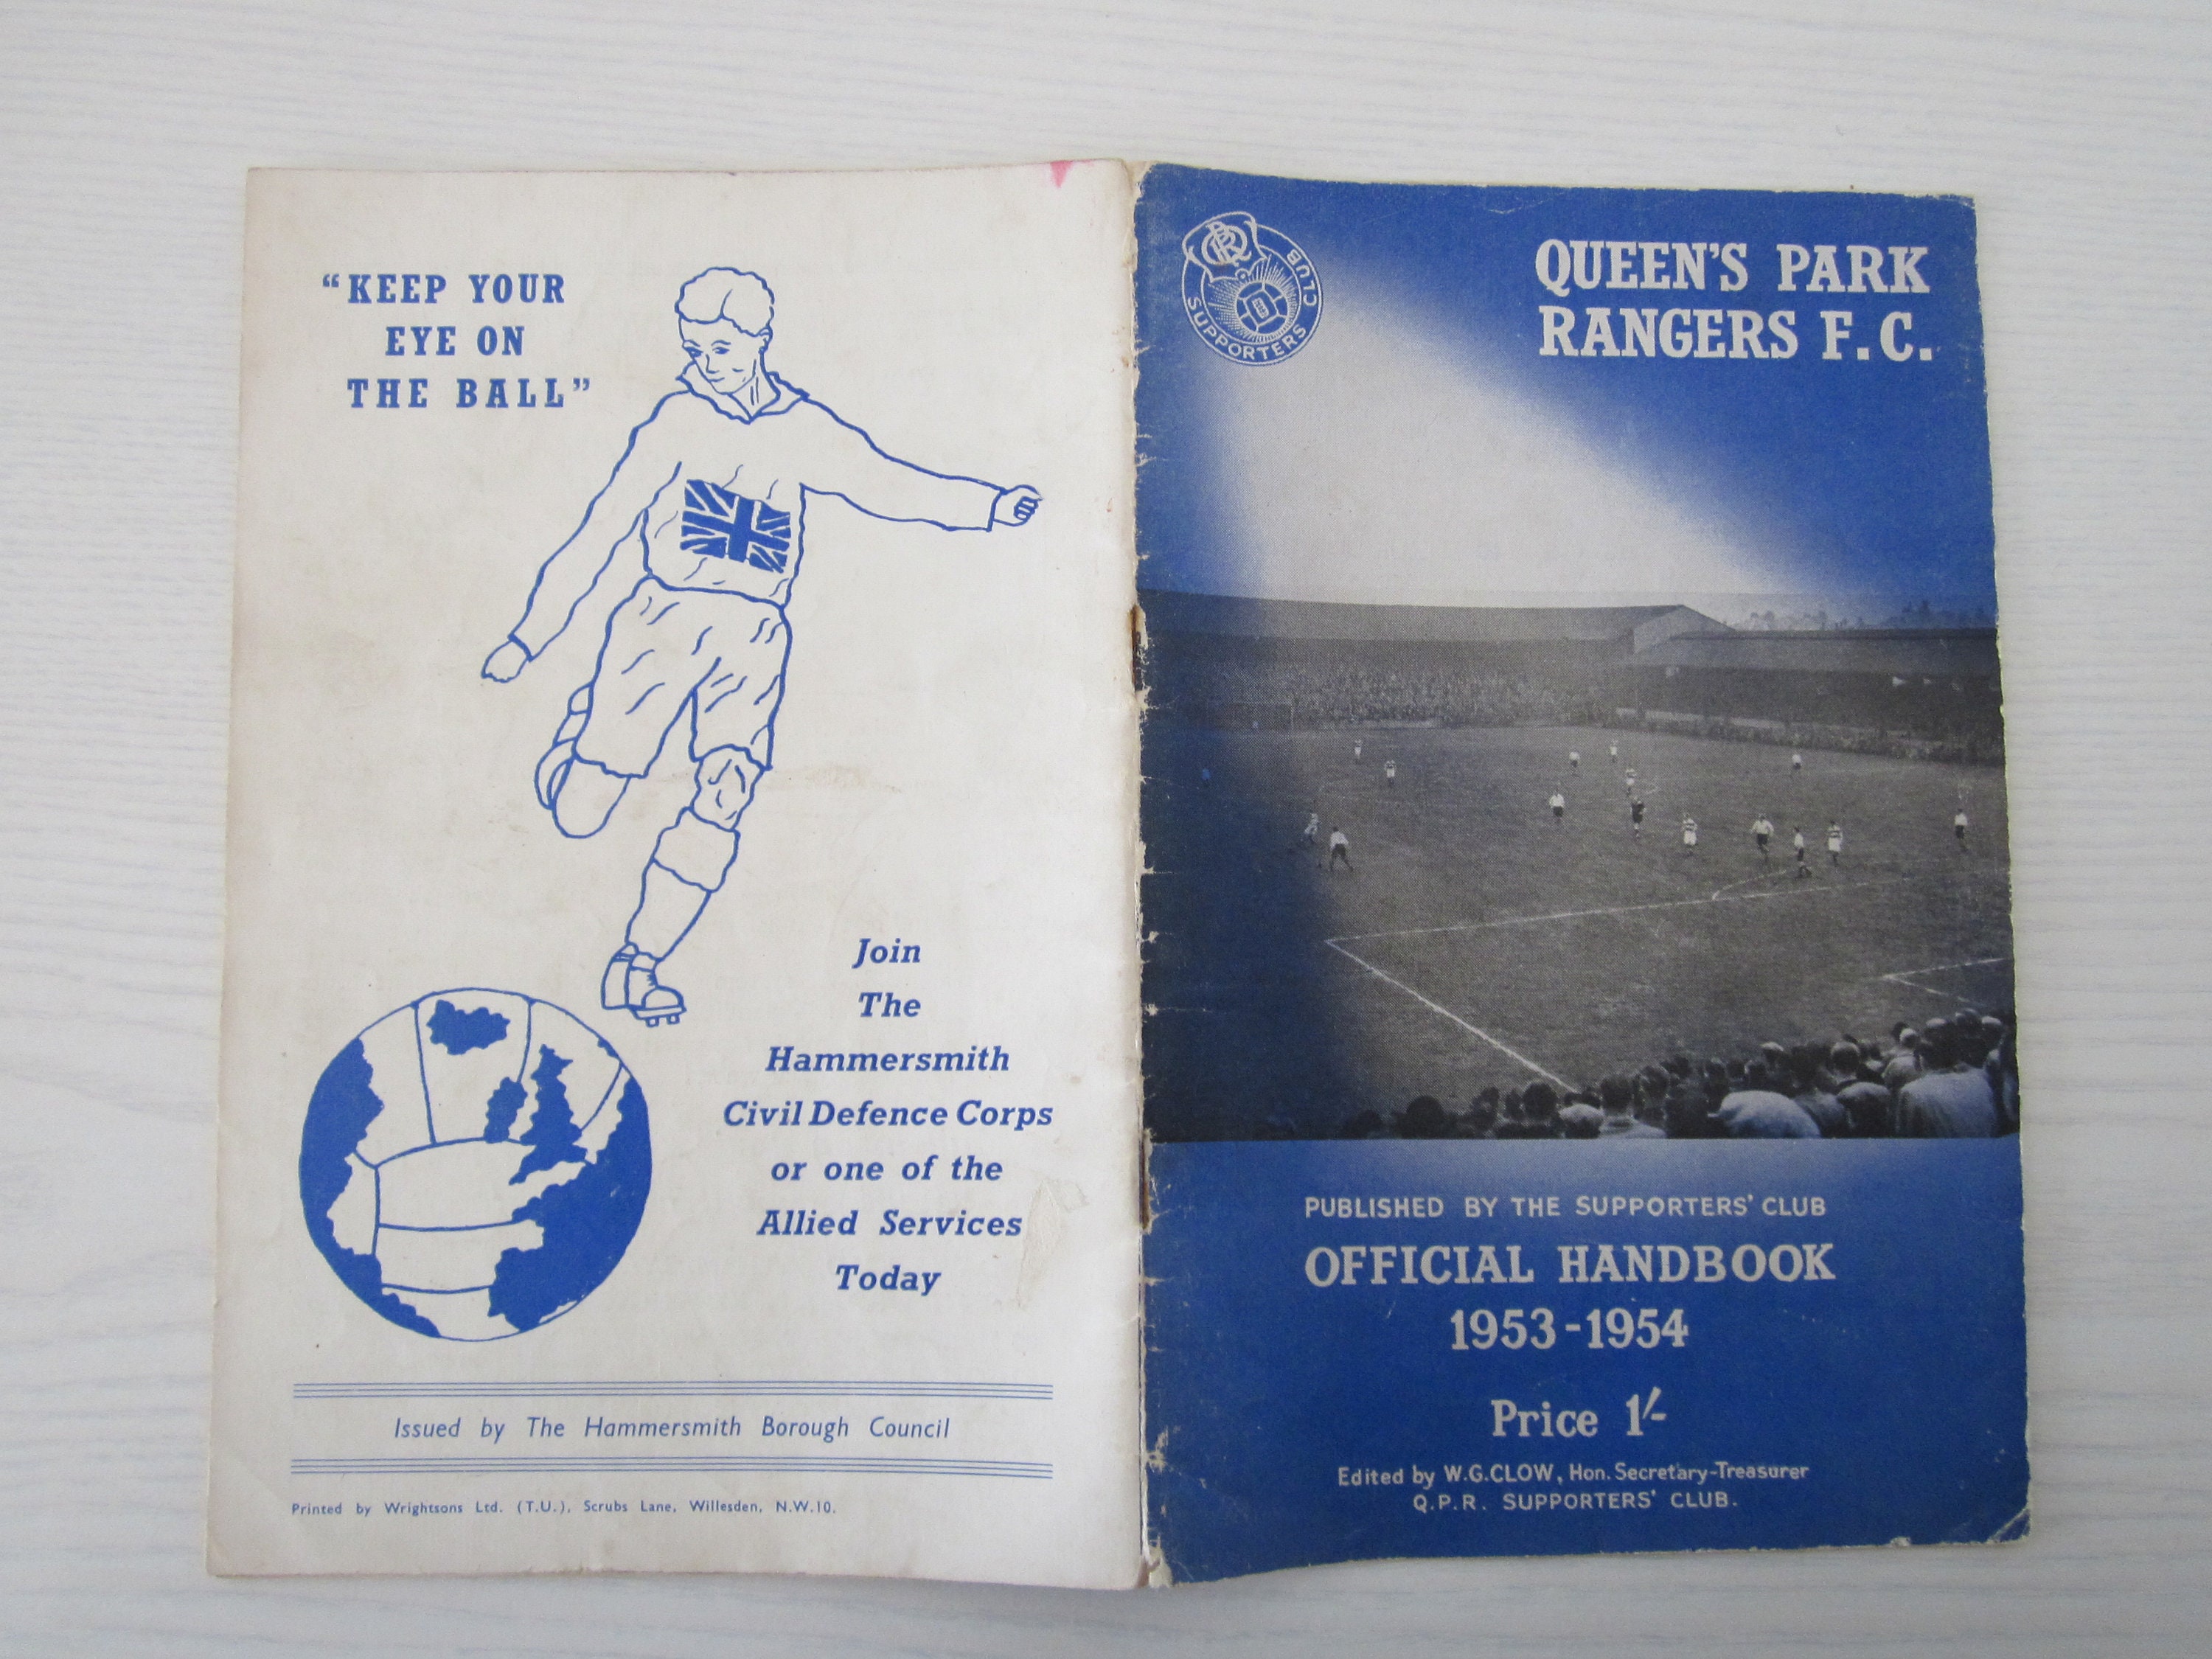 “KEEP YOUR
EYE ON
THE BALL”
Join
The
Hammersmith
Civil Defence Corps
or one of the
Allied Services
Today
Issued by The Hammersmith Borough Council
Printed by Wrightsons Ltd. (T.U.), Scrubs Lane, Willesden, N.W.10.
QPR
SUPPORTERS CLUB
QUEEN'S PARK
RANGERS F.C.
PUBLISHED BY THE SUPPORTERS' CLUB
OFFICIAL HANDBOOK
1953-1954
Price 1/-
Edited by W.G.CLOW, Hon. Secretary-Treasurer
Q.P.R. SUPPORTERS' CLUB.